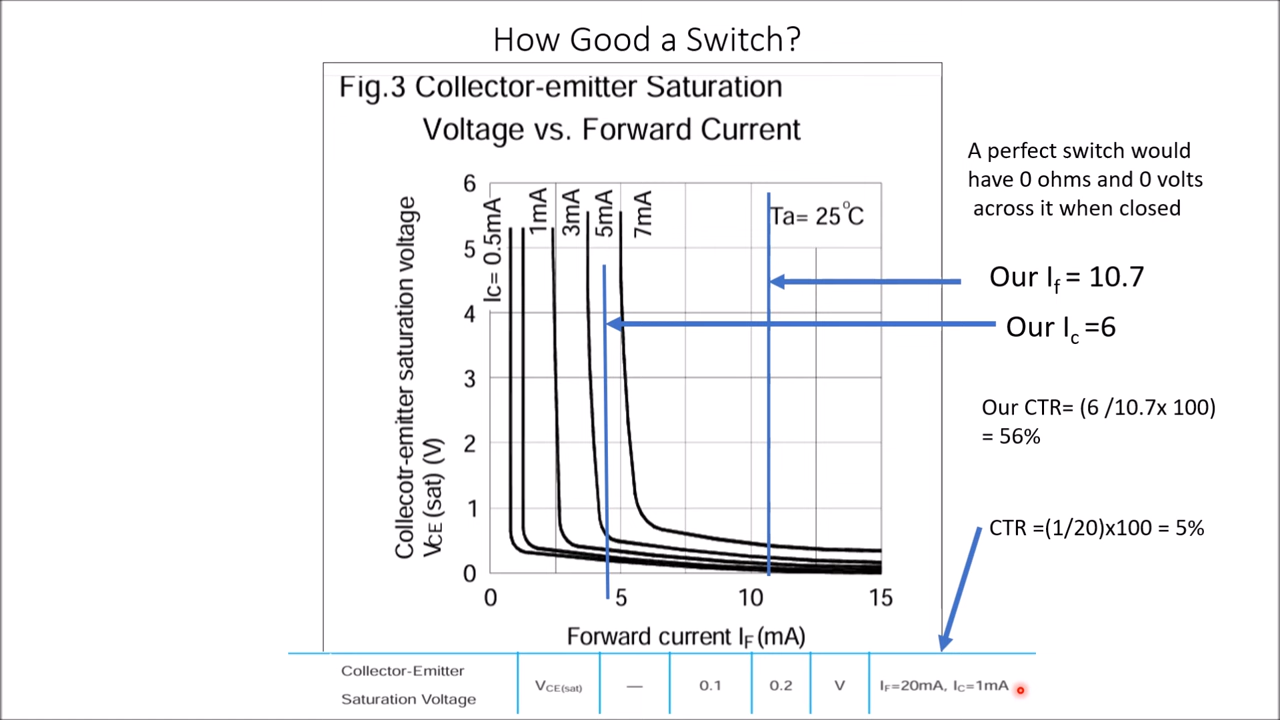 How Good a Switch?
Fig.3 Collector-emitter Saturation
Voltage vs. Forward Current
Collecotr-emitter saturation voltage
VCE (sat) (V)
6
5
4
3
2
1
0
Ic= 0.5mA
1mA
3mA
5mA
7mA
Ta= 25°C
0
5
10
15
Forward current IF (mA)
A perfect switch would
have 0 ohms and 0 volts
across it when closed
Our If = 10.7
Our Ic =6
Our CTR= (6 /10.7x 100)
= 56%
CTR =(1/20)x100 = 5%
Collector-Emitter
Saturation Voltage
VCE(sat)
—
0.1
0.2
V
IF=20mA, IC=1mA